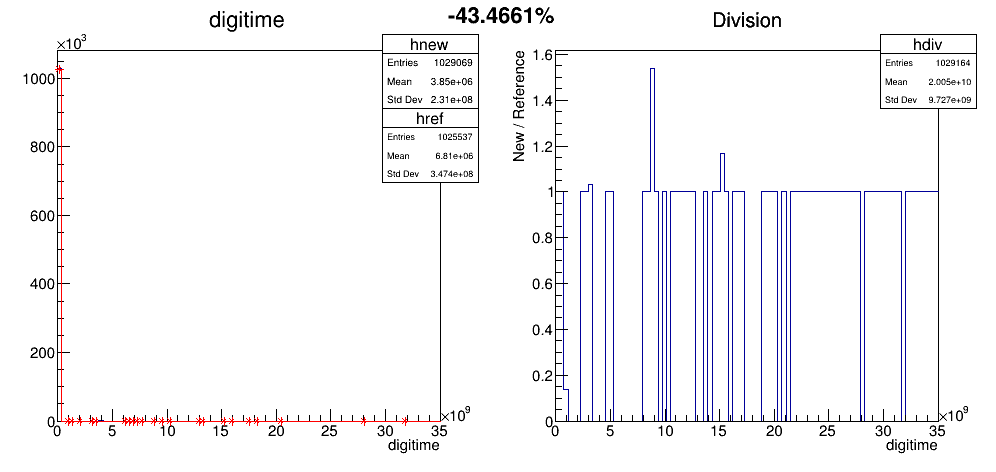 -43.4661%
digitime
×10³
hnew
Entries 1029069
Mean 3.85e+06
Std Dev 2.31e+08
href
Entries 1025537
Mean 6.81e+06
Std Dev 3.474e+08
1000
800
600
400
200
0
0 5 10 15 20 25 30 35
×10⁹
digitime
Division
hdiv
Entries 1029164
Mean 2.005e+10
Std Dev 9.727e+09
New / Reference
1.6
1.4
1.2
1
0.8
0.6
0.4
0.2
0
0 5 10 15 20 25 30 35
×10⁹
digitime